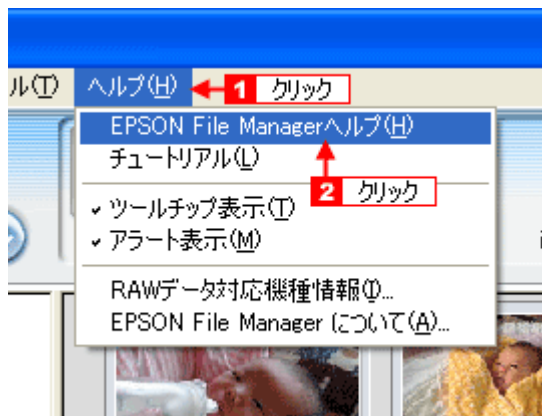 ル(T) ヘルプ(H) 1 クリック
EPSON File Managerヘルプ(H)
チュートリアル(L)
2 クリック
ツールチップ表示(T)
アラート表示(M)
RAWデータ対応機種情報(I)...
EPSON File Manager について(A)...